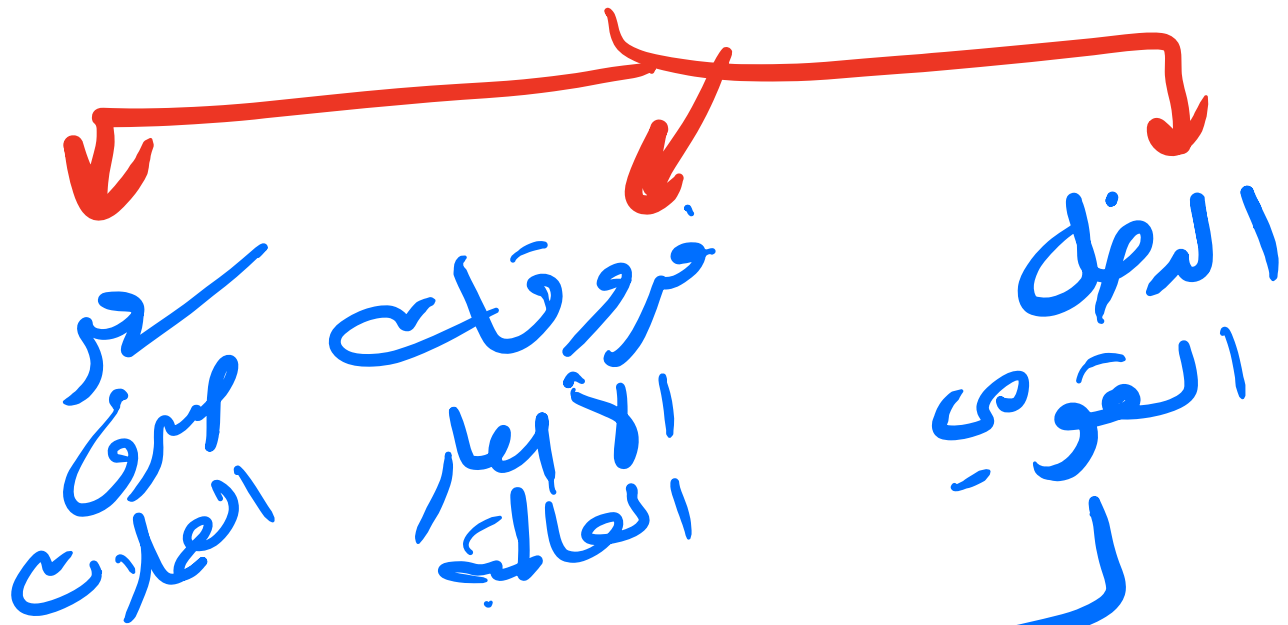 الدخل
القومي
فروقات
الأسعار
العالمية
سعر
صرف
العملات